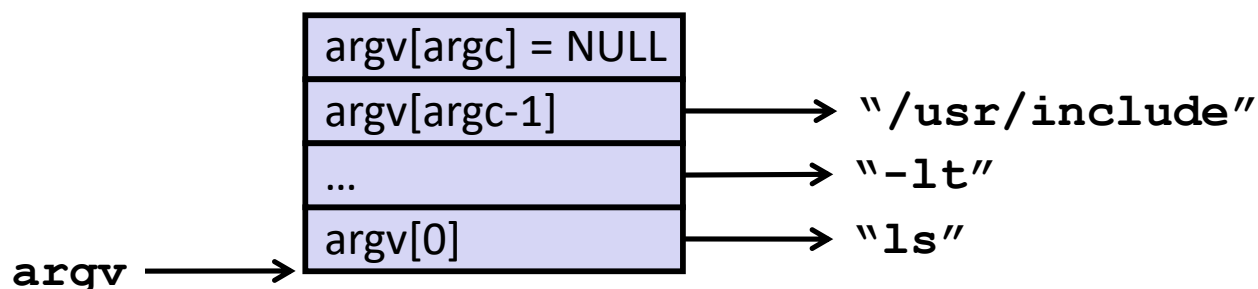 argv[argc] = NULL
argv[argc-1] “/usr/include”
… “-lt”
argv[0] “ls”
argv